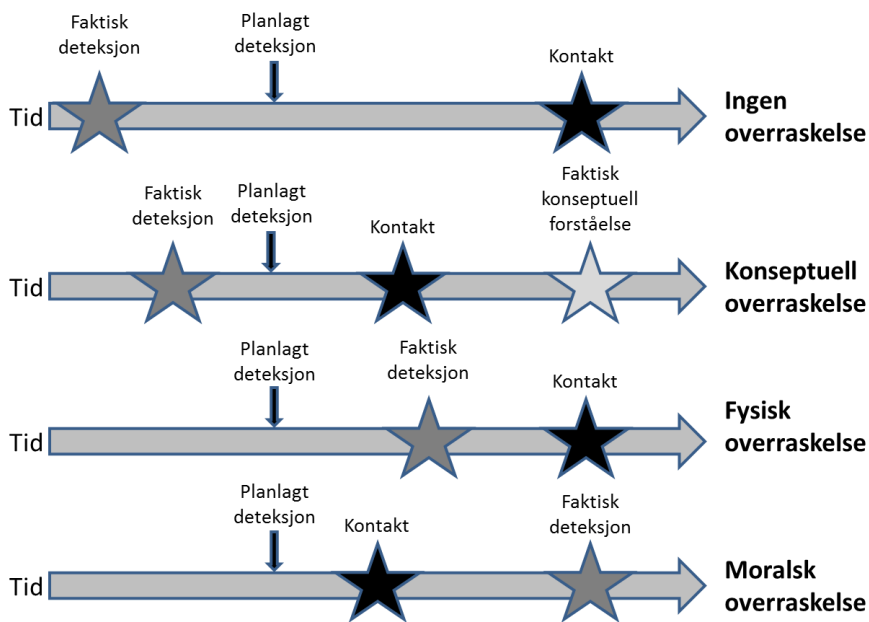 Faktisk
deteksjon
Planlagt
deteksjon
Kontakt
Tid
Ingen
overraskelse
Faktisk
deteksjon
Planlagt
deteksjon
Kontakt
Faktisk
konseptuell
forståelse
Tid
Konseptuell
overraskelse
Planlagt
deteksjon
Faktisk
deteksjon
Kontakt
Tid
Fysisk
overraskelse
Planlagt
deteksjon
Kontakt
Faktisk
deteksjon
Tid
Moralsk
overraskelse